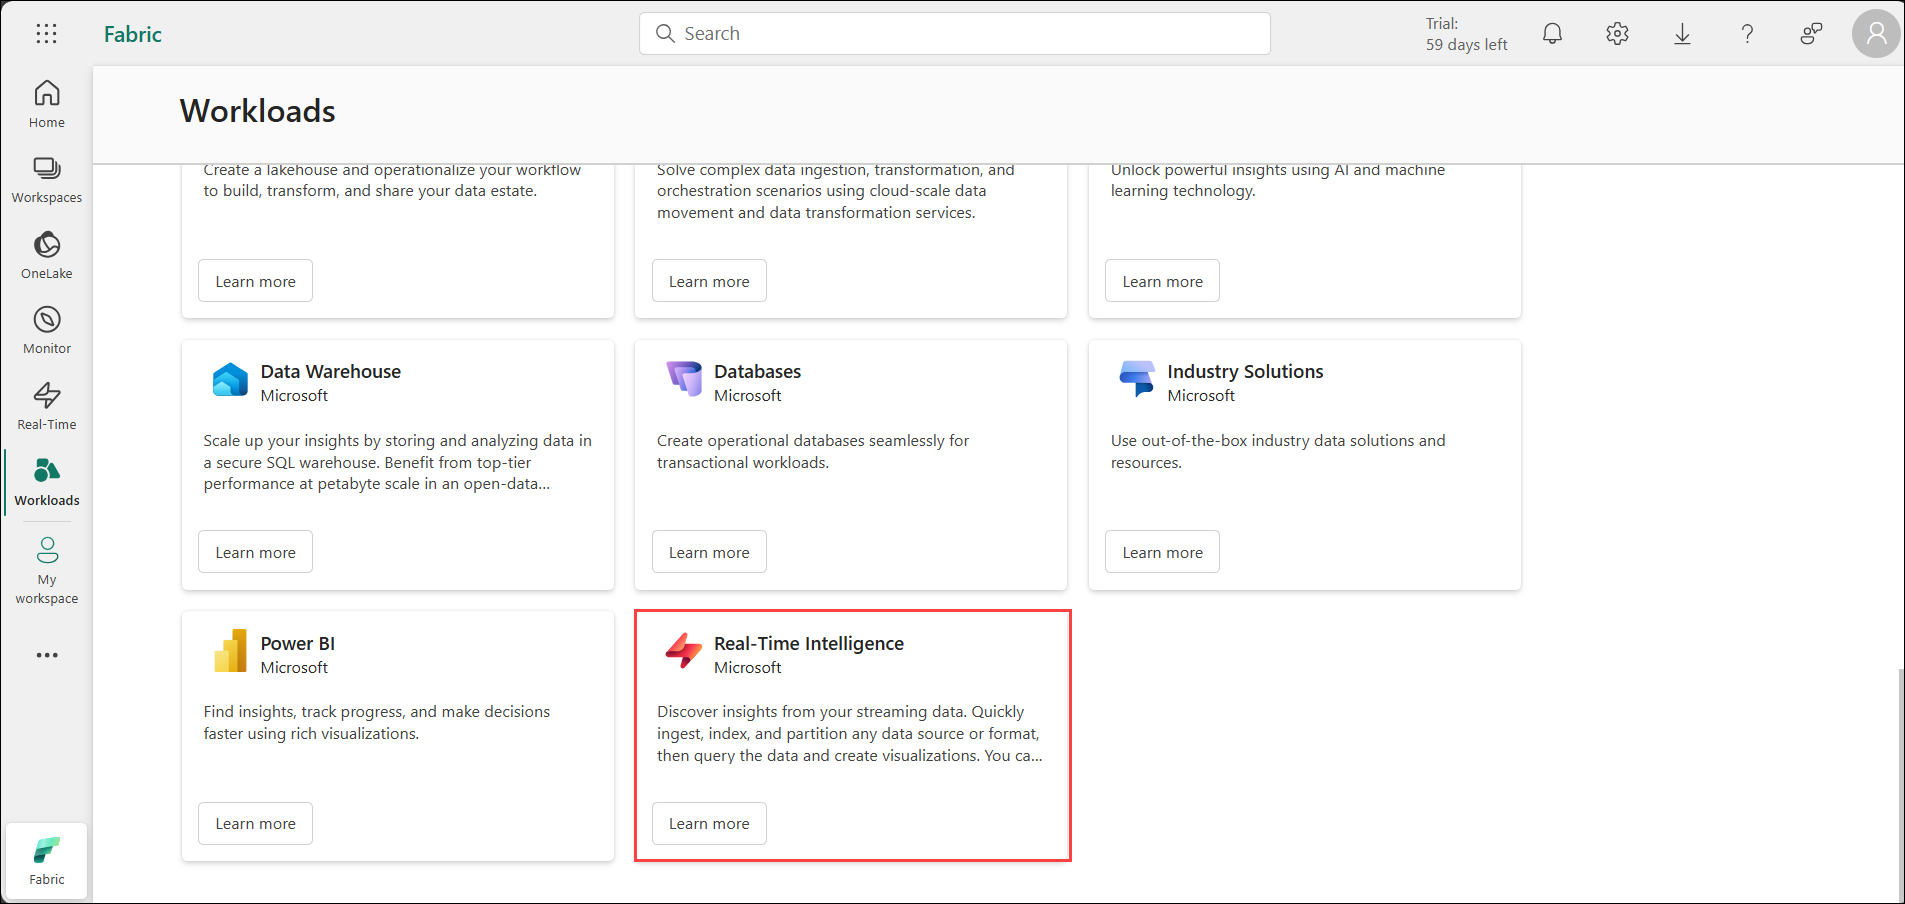 Fabric
Search
Trial:
59 days left
Home
Workspaces
OneLake
Monitor
Real-Time
Workloads
My
workspace
Fabric
Workloads
Create a lakehouse and operationalize your workflow
to build, transform, and share your data estate.
Learn more
Solve complex data ingestion, transformation, and
orchestration scenarios using cloud-scale data
movement and data transformation services.
Learn more
Unlock powerful insights using AI and machine
learning technology.
Learn more
Data Warehouse
Microsoft
Scale up your insights by storing and analyzing data in
a secure SQL warehouse. Benefit from top-tier
performance at petabyte scale in an open-data...
Learn more
Databases
Microsoft
Create operational databases seamlessly for
transactional workloads.
Learn more
Industry Solutions
Microsoft
Use out-of-the-box industry data solutions and
resources.
Learn more
Power BI
Microsoft
Find insights, track progress, and make decisions
faster using rich visualizations.
Learn more
Real-Time Intelligence
Microsoft
Discover insights from your streaming data. Quickly
ingest, index, and partition any data source or format,
then query the data and create visualizations. You ca...
Learn more